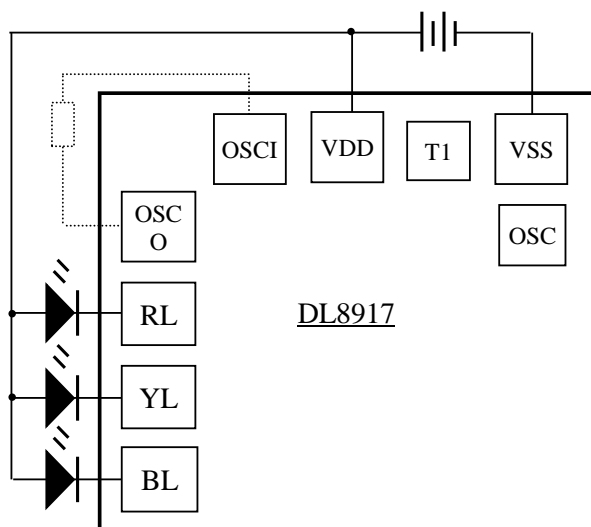 OSCI
VDD
T1
VSS
OSC
O
OSC
RL
DL8917
YL
BL